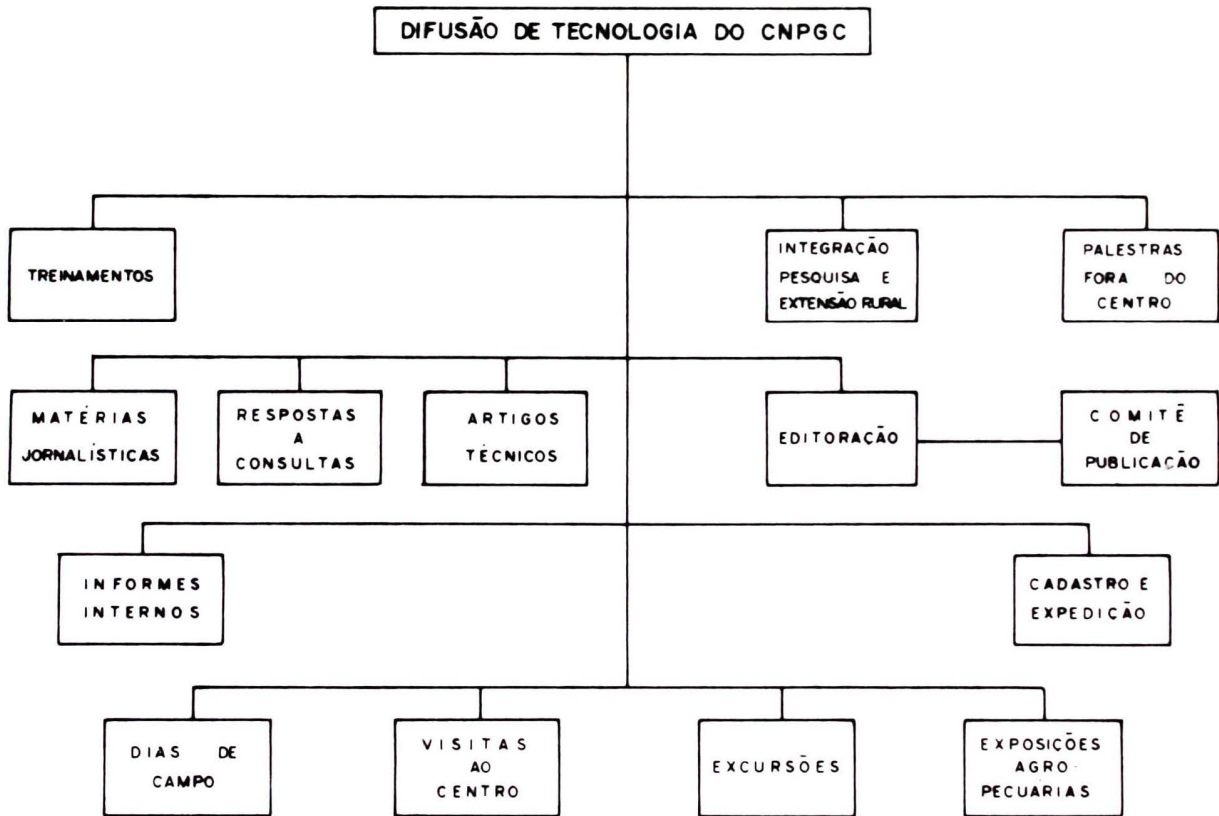 DIFUSÃO DE TECNOLOGIA DO CNPGC
TREINAMENTOS
INTEGRAÇÃO
PESQUISA E
EXTENSÃO RURAL
PALESTRAS
FORA DO
CENTRO
MATÉRIAS
JORNALÍSTICAS
RESPOSTAS
A
CONSULTAS
ARTIGOS
TÉCNICOS
EDITORAÇÃO
COMITÊ
DE
PUBLICAÇÃO
INFORMES
INTERNOS
CADASTRO E
EXPEDIÇÃO
DIAS DE
CAMPO
VISITAS
AO
CENTRO
EXCURSÕES
EXPOSIÇÕES
AGRO-
PECUÁRIAS